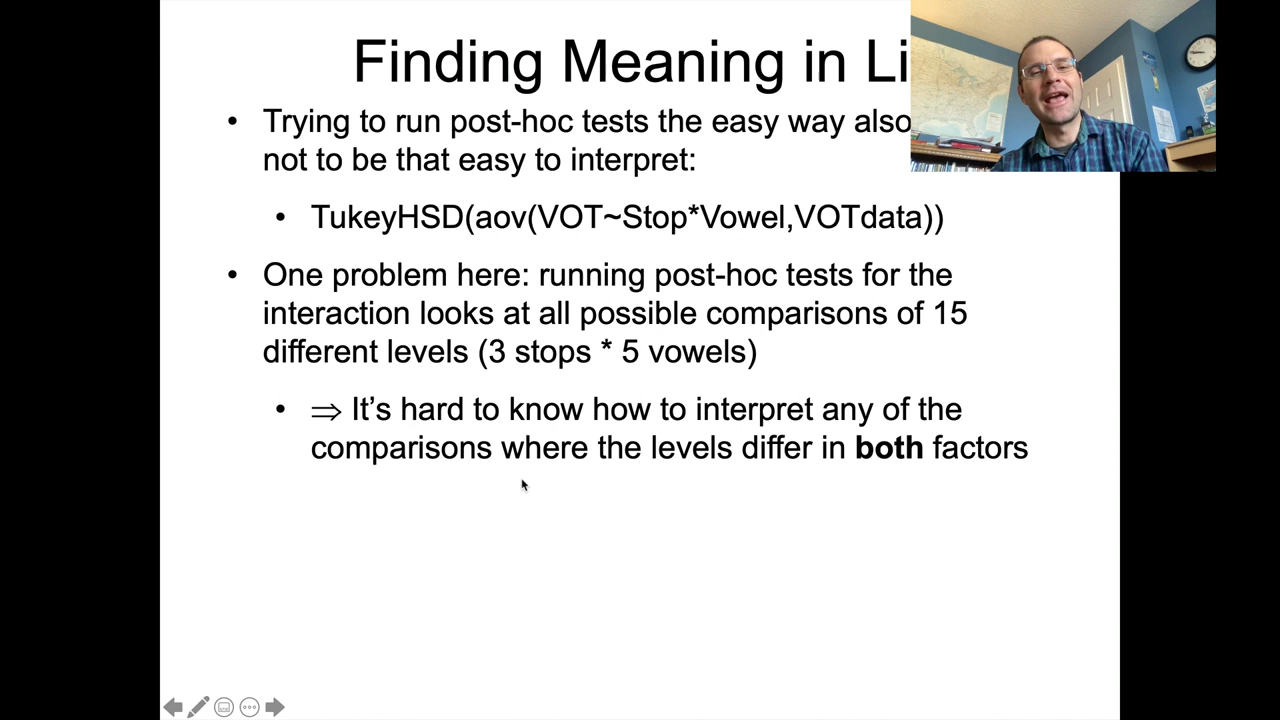 Finding Meaning in Li
• Trying to run post-hoc tests the easy way also
not to be that easy to interpret:
• TukeyHSD(aov(VOT~Stop*Vowel,VOTdata))
• One problem here: running post-hoc tests for the
interaction looks at all possible comparisons of 15
different levels (3 stops * 5 vowels)
• ⇒ It’s hard to know how to interpret any of the
comparisons where the levels differ in both factors